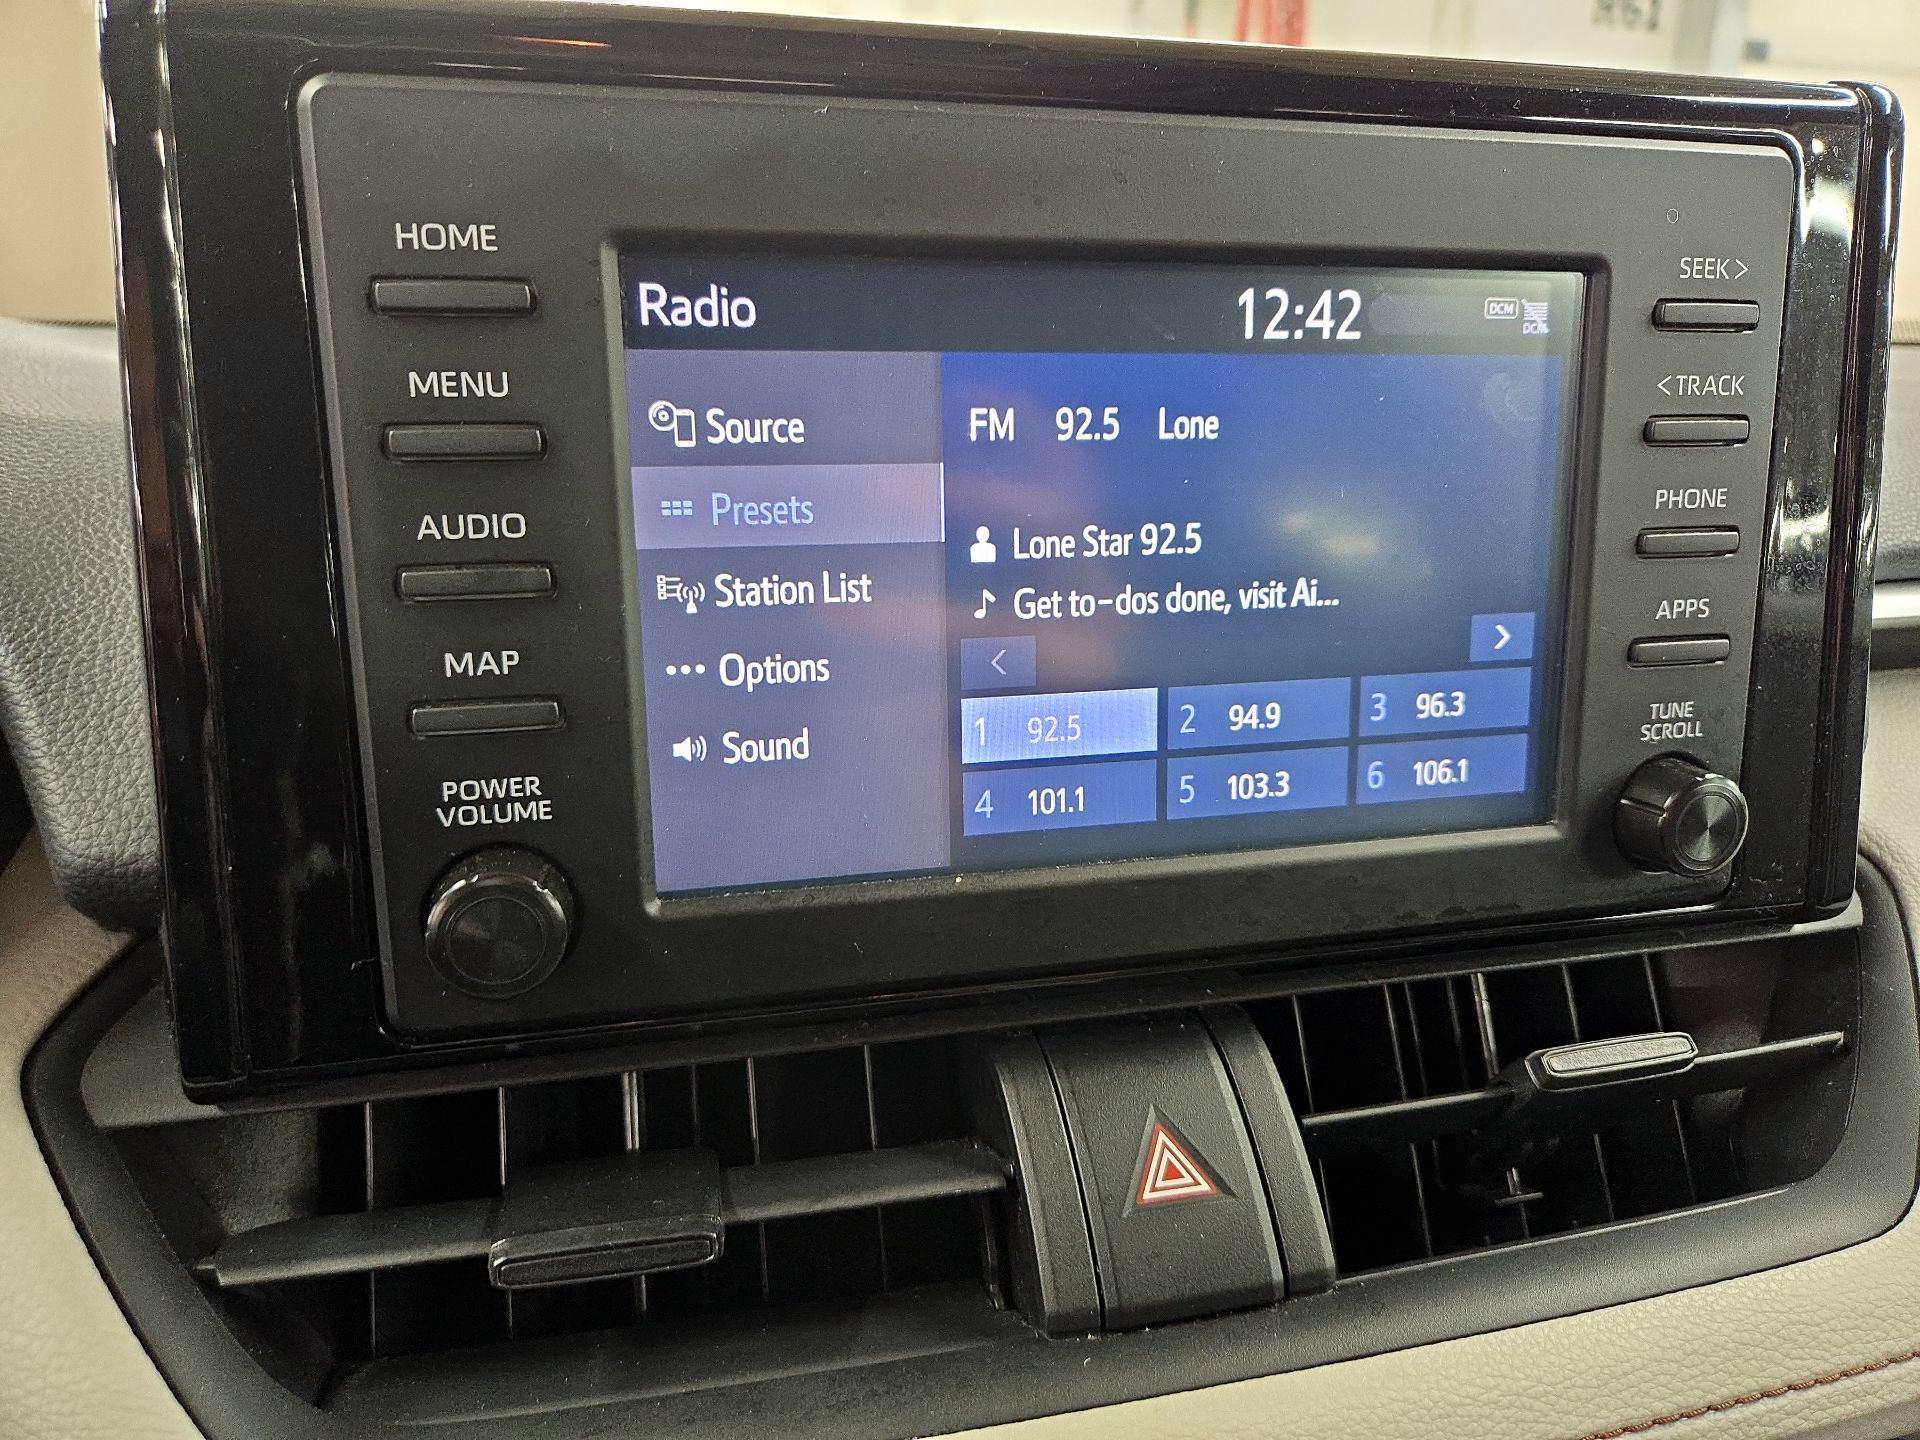 HOME
MENU
AUDIO
MAP
POWER
VOLUME
Radio
12:42
DCM
DCM
Source
Presets
Station List
Options
Sound
FM 92.5 Lone
Lone Star 92.5
Get to-dos done, visit Ai...
< >
1 92.5
2 94.9
3 96.3
4 101.1
5 103.3
6 106.1
SEEK >
< TRACK
PHONE
APPS
TUNE
SCROLL